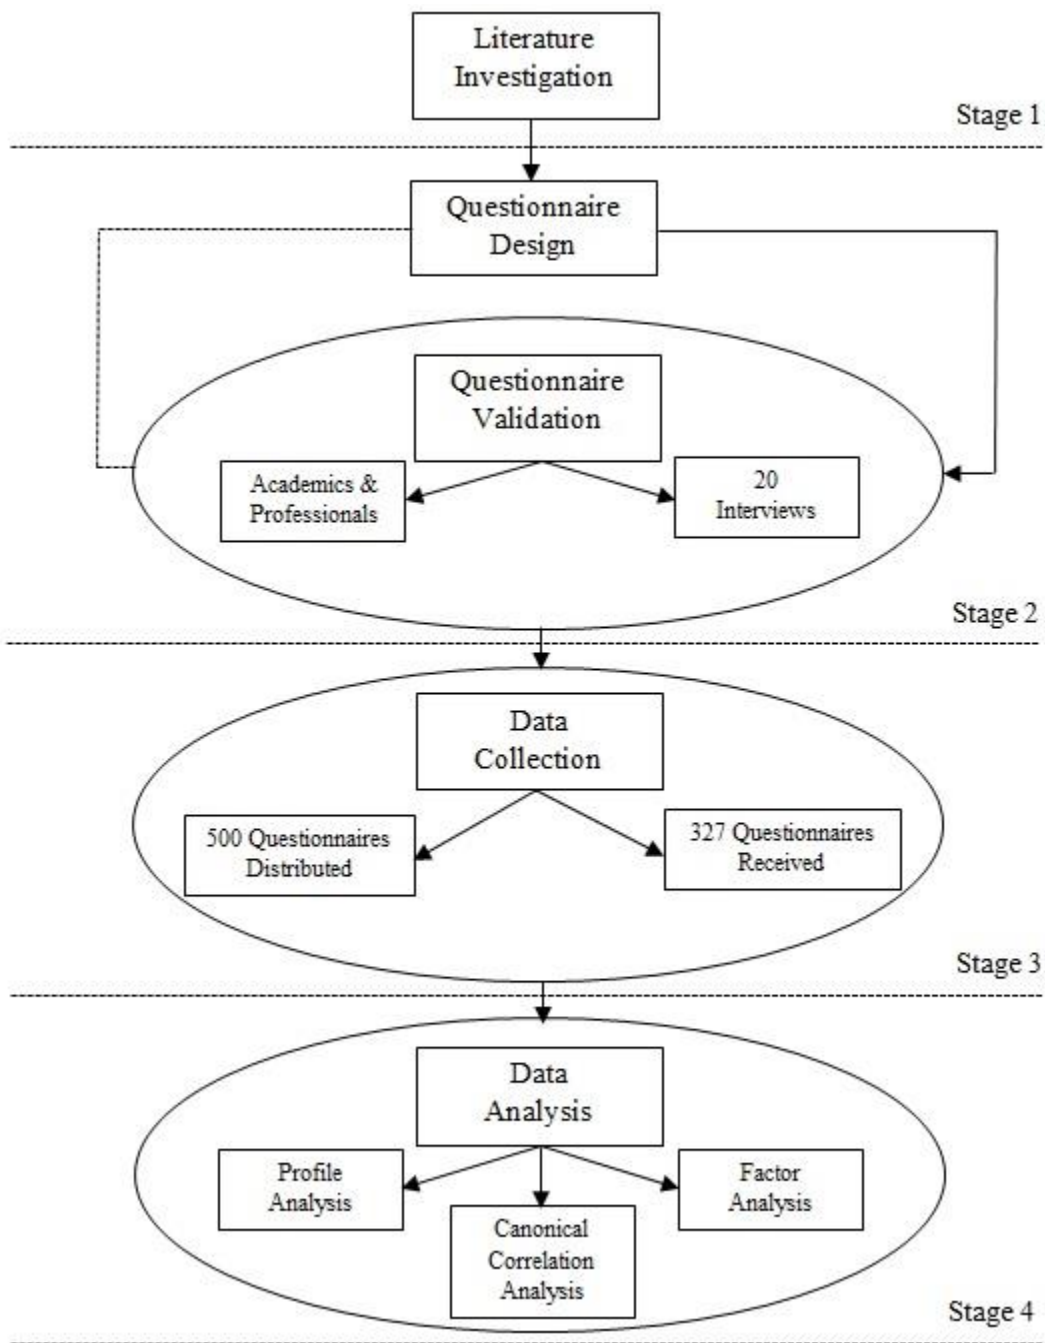 Literature
Investigation
Stage 1
Questionnaire
Design
Questionnaire
Validation
Academics &
Professionals
20
Interviews
Stage 2
Data
Collection
500 Questionnaires
Distributed
327 Questionnaires
Received
Stage 3
Data
Analysis
Profile
Analysis
Factor
Analysis
Canonical
Correlation
Analysis
Stage 4